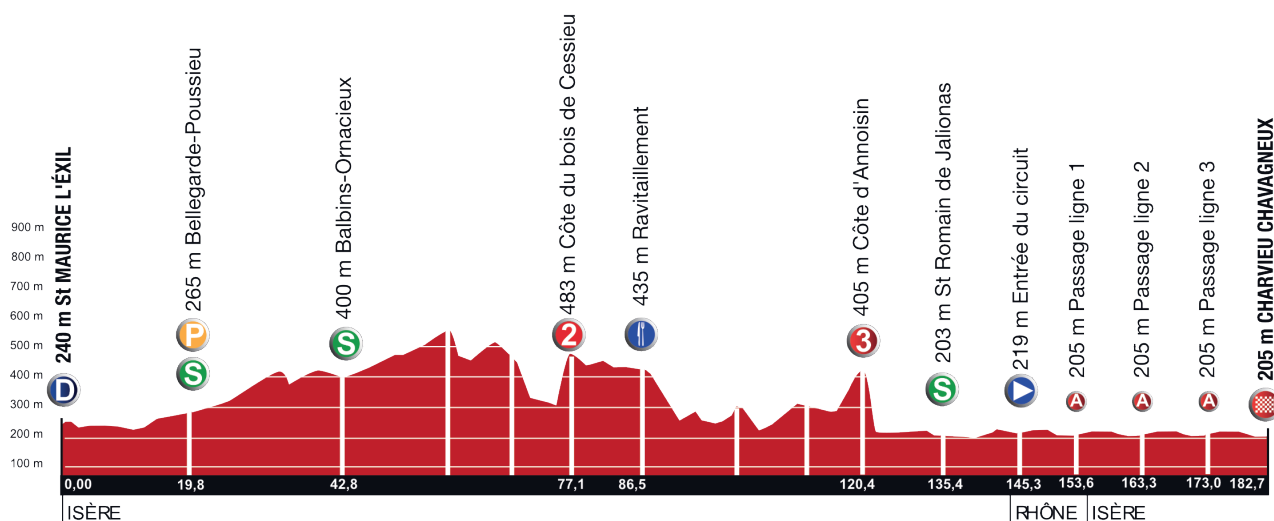 240 m St MAURICE L'ÉXIL
265 m Bellegarde-Poussieu
400 m Balbins-Ornacieux
483 m Côte du bois de Cessieu
435 m Ravitaillement
405 m Côte d'Annoisin
203 m St Romain de Jalionas
219 m Entrée du circuit
205 m Passage ligne 1
205 m Passage ligne 2
205 m Passage ligne 3
205 m CHARVIEU CHAVAGNEUX
900 m
800 m
700 m
600 m
500 m
400 m
300 m
200 m
100 m
D
P
S
S
2
3
S
A
A
A
0,00 19,8 42,8 77,1 86,5 120,4 135,4 145,3 153,6 163,3 173,0 182,7
ISÈRE RHÔNE ISÈRE